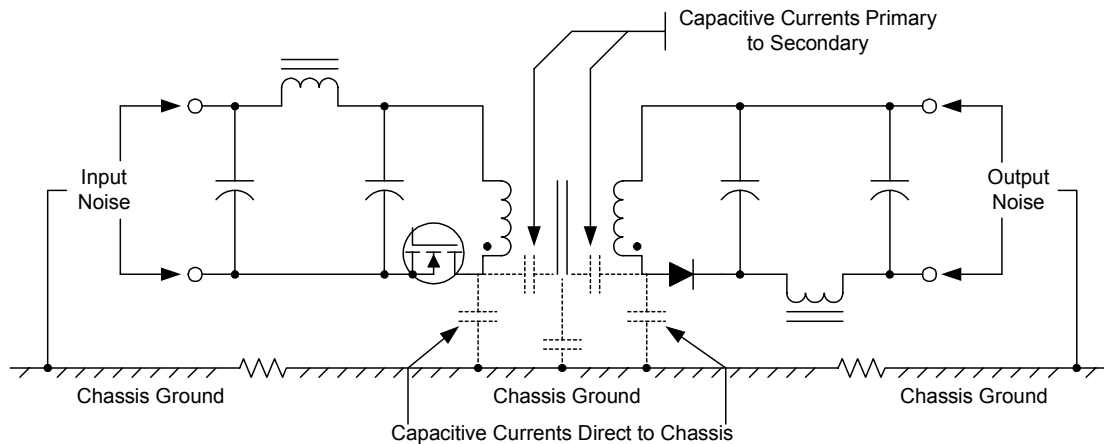 Capacitive Currents Primary
to Secondary
Input
Noise
Output
Noise
Chassis Ground
Chassis Ground
Chassis Ground
Capacitive Currents Direct to Chassis